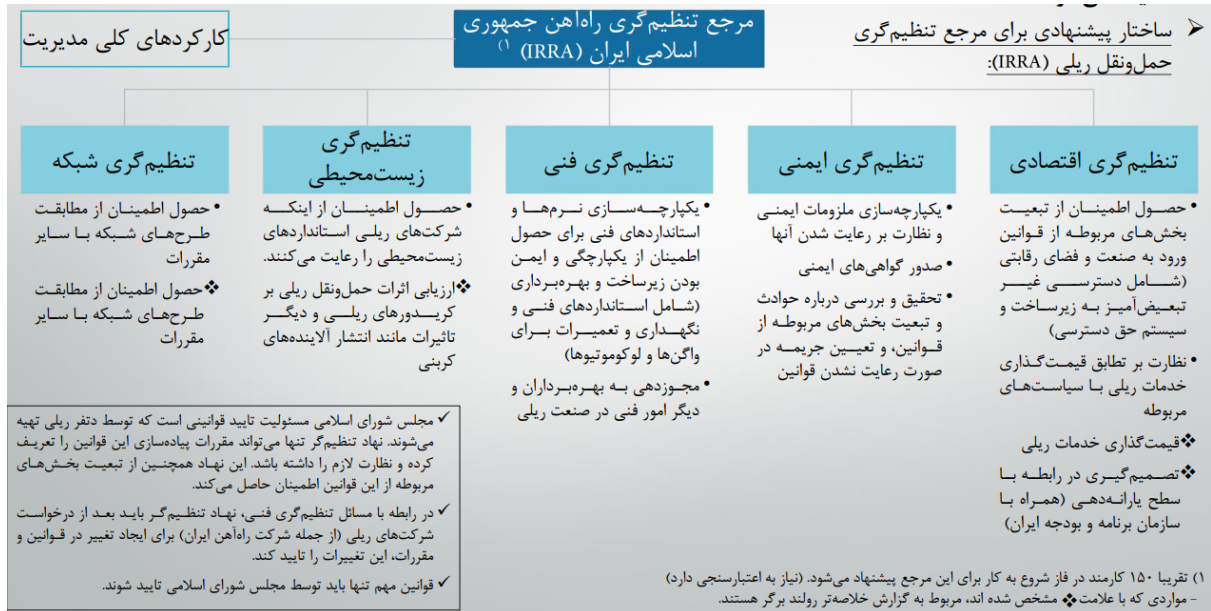 ساختار پیشنهادی برای مرجع تنظیم‌گری
حمل‌ونقل ریلی (IRRA):
مرجع تنظیم‌گری راه‌آهن جمهوری
اسلامی ایران (IRRA) (۱)
کارکردهای کلی مدیریت
تنظیم‌گری اقتصادی
• حصول اطمینان از تبعیت
بخش‌های مربوطه از قوانین
ورود به صنعت و فضای رقابتی
(شامل دسترسی غیر
تبعیض‌آمیز به زیرساخت و
سیستم حق دسترسی)
• نظارت بر تطابق قیمت‌گذاری
خدمات ریلی با سیاست‌های
مربوطه
❖قیمت‌گذاری خدمات ریلی
❖تصمیم‌گیری در رابطه با
سطح یارانه‌دهی (همراه با
سازمان برنامه و بودجه ایران)
تنظیم‌گری ایمنی
• یکپارچه‌سازی ملزومات ایمنی
و نظارت بر رعایت شدن آنها
• صدور گواهی‌های ایمنی
• تحقیق و بررسی درباره حوادث
و تبعیت بخش‌های مربوطه از
قوانین، و تعیین جریمه در
صورت رعایت نشدن قوانین
تنظیم‌گری فنی
• یکپارچه‌سازی نرم‌ها و
استانداردهای فنی برای حصول
اطمینان از یکپارچگی و ایمن
بودن زیرساخت و بهره‌برداری
(شامل استانداردهای فنی و
نگهداری و تعمیرات برای
واگن‌ها و لوکوموتیوها)
• مجوزدهی به بهره‌برداران و
دیگر امور فنی در صنعت ریلی
تنظیم‌گری
زیست‌محیطی
• حصول اطمینان از اینکه
شرکت‌های ریلی استانداردهای
زیست‌محیطی را رعایت می‌کنند.
❖ارزیابی اثرات حمل‌ونقل ریلی بر
کریدورهای ریلی و دیگر
تاثیرات مانند انتشار آلاینده‌های
کربنی
تنظیم‌گری شبکه
• حصول اطمینان از مطابقت
طرح‌های شبکه با سایر
مقررات
❖حصول اطمینان از مطابقت
طرح‌های شبکه با سایر
مقررات
✓ مجلس شورای اسلامی مسئولیت تایید قوانینی است که توسط دتفر ریلی تهیه
می‌شوند. نهاد تنظیم‌گر تنها می‌تواند مقررات پیاده‌سازی این قوانین را تعریف
کرده و نظارت لازم را داشته باشد. این نهاد همچنین از تبعیت بخش‌های
مربوطه از این قوانین اطمینان حاصل می‌کند.
✓ در رابطه با مسائل تنظیم‌گری فنی، نهاد تنظیم‌گر باید بعد از درخواست
شرکت‌های ریلی (از جمله شرکت راه‌آهن ایران) برای ایجاد تغییر در قوانین و
مقررات، این تغییرات را تایید کند.
✓ قوانین مهم تنها باید توسط مجلس شورای اسلامی تایید شوند.
۱) تقریبا ۱۵۰ کارمند در فاز شروع به کار برای این مرجع پیشنهاد می‌شود. (نیاز به اعتبارسنجی دارد)
- مواردی که با علامت❖ مشخص شده اند، مربوط به گزارش خلاصه‌تر رولند برگر هستند.